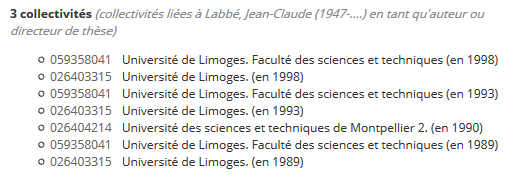 3 collectivités (collectivités liées à Labbé, Jean-Claude (1947-....) en tant qu'auteur ou
directeur de thèse)
059358041 Université de Limoges. Faculté des sciences et techniques (en 1998)
026403315 Université de Limoges. (en 1998)
059358041 Université de Limoges. Faculté des sciences et techniques (en 1993)
026403315 Université de Limoges. (en 1993)
026404214 Université des sciences et techniques de Montpellier 2. (en 1990)
059358041 Université de Limoges. Faculté des sciences et techniques (en 1989)
026403315 Université de Limoges. (en 1989)